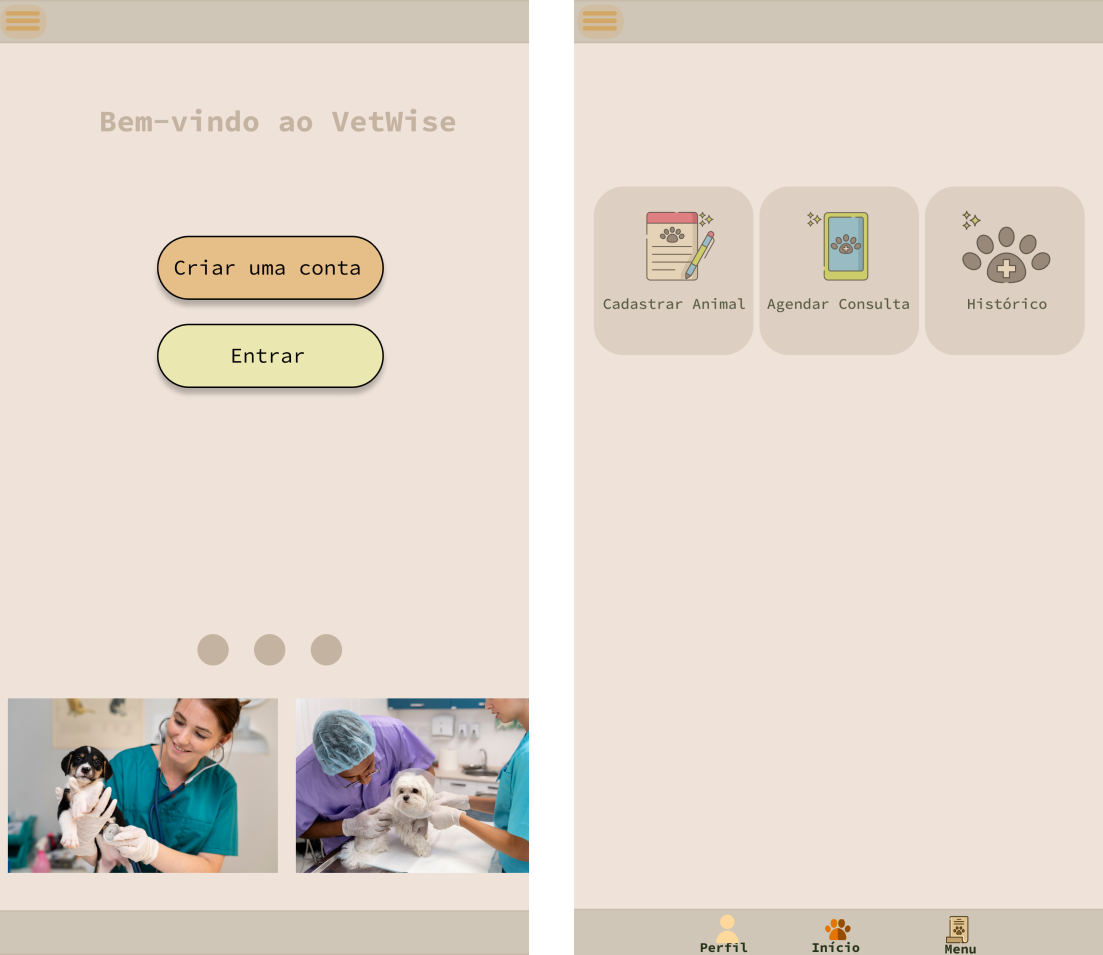 Bem-vindo ao VetWise
Criar uma conta
Entrar
Cadastrar Animal
Agendar Consulta
Histórico
Perfil
Início
Menu